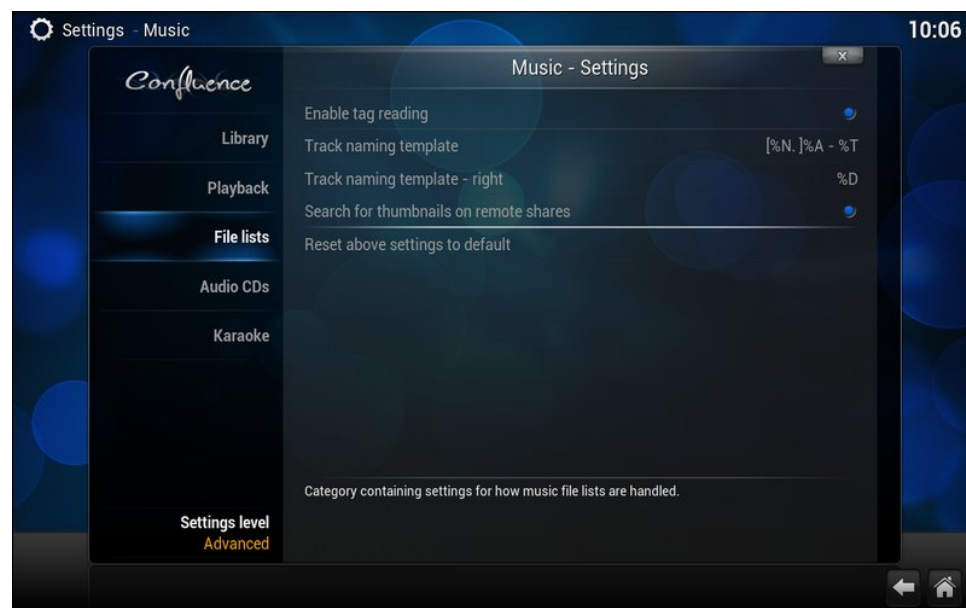 Settings - Music
10:06
Confluence
Music - Settings
x
Library
Playback
File lists
Audio CDs
Karaoke
Enable tag reading
Track naming template [%N. ]%A - %T
Track naming template - right %D
Search for thumbnails on remote shares
Reset above settings to default
Category containing settings for how music file lists are handled.
Settings level
Advanced